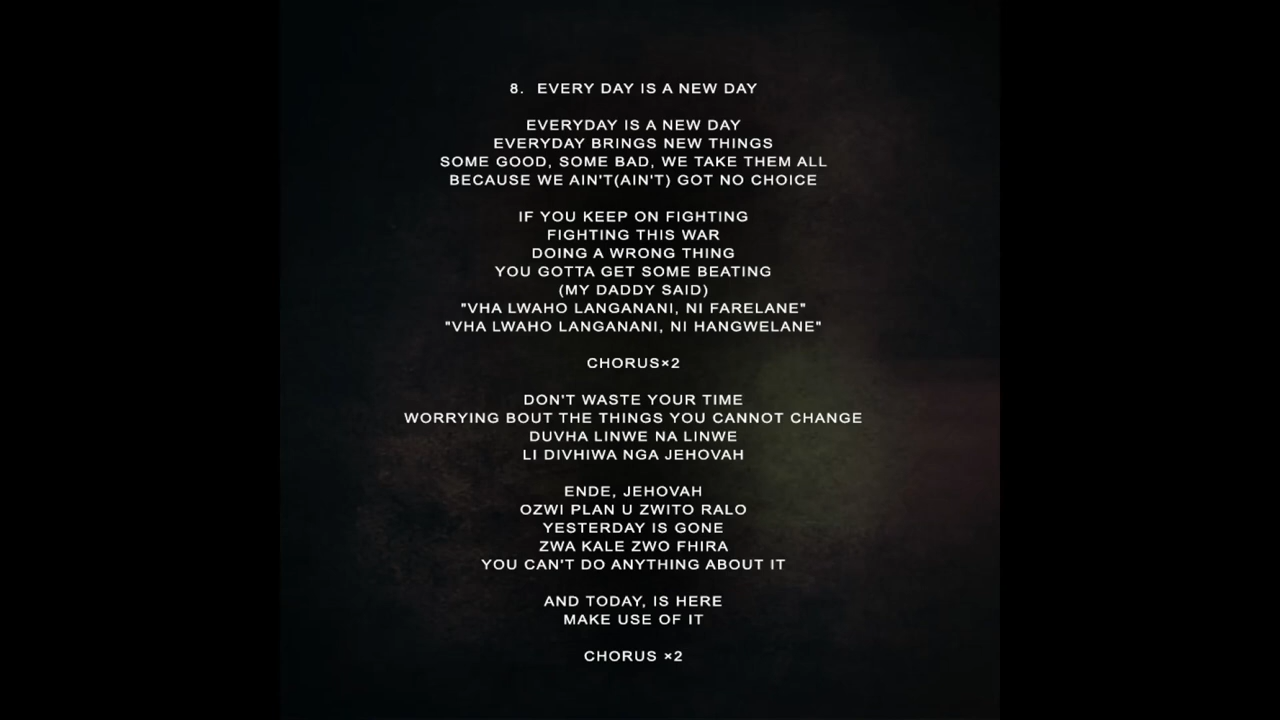 8. EVERY DAY IS A NEW DAY
EVERYDAY IS A NEW DAY
EVERYDAY BRINGS NEW THINGS
SOME GOOD, SOME BAD, WE TAKE THEM ALL
BECAUSE WE AIN'T(AIN'T) GOT NO CHOICE
IF YOU KEEP ON FIGHTING
FIGHTING THIS WAR
DOING A WRONG THING
YOU GOTTA GET SOME BEATING
(MY DADDY SAID)
"VHA LWAHO LANGANANI, NI FARELANE"
"VHA LWAHO LANGANANI, NI HANGWELANE"
CHORUS×2
DON'T WASTE YOUR TIME
WORRYING BOUT THE THINGS YOU CANNOT CHANGE
DUVHA LINWE NA LINWE
LI DIVHIWA NGA JEHOVAH
ENDE, JEHOVAH
OZWI PLAN U ZWITO RALO
YESTERDAY IS GONE
ZWA KALE ZWO FHIRA
YOU CAN'T DO ANYTHING ABOUT IT
AND TODAY, IS HERE
MAKE USE OF IT
CHORUS ×2